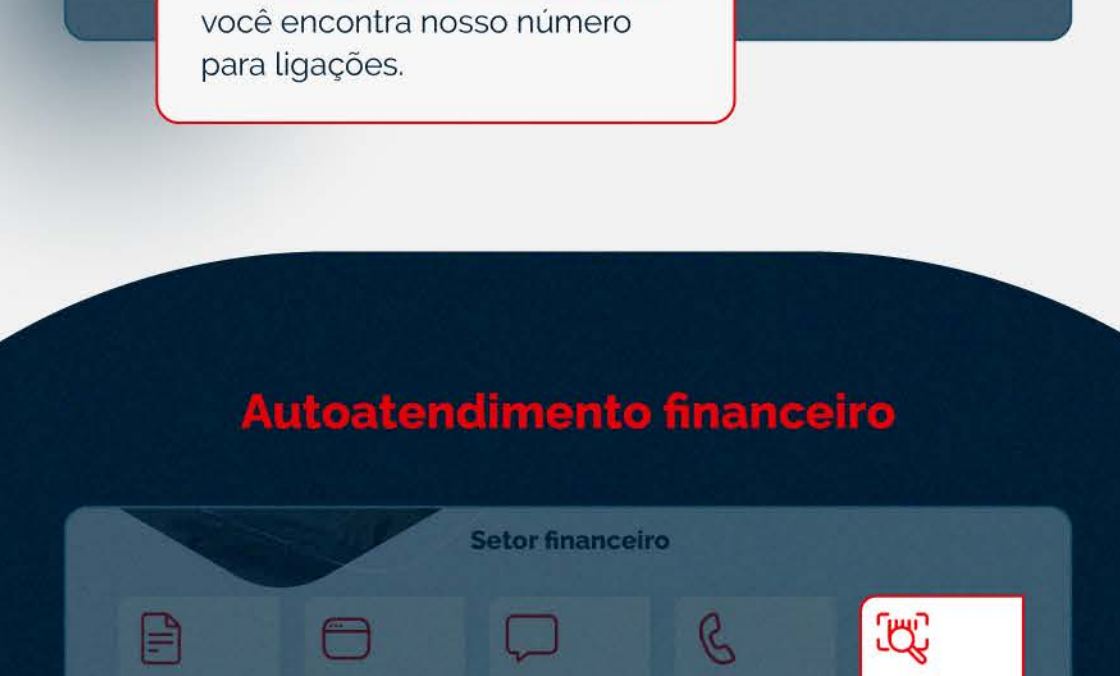 você encontra nosso número
para ligações.
Autoatendimento financeiro
Setor financeiro